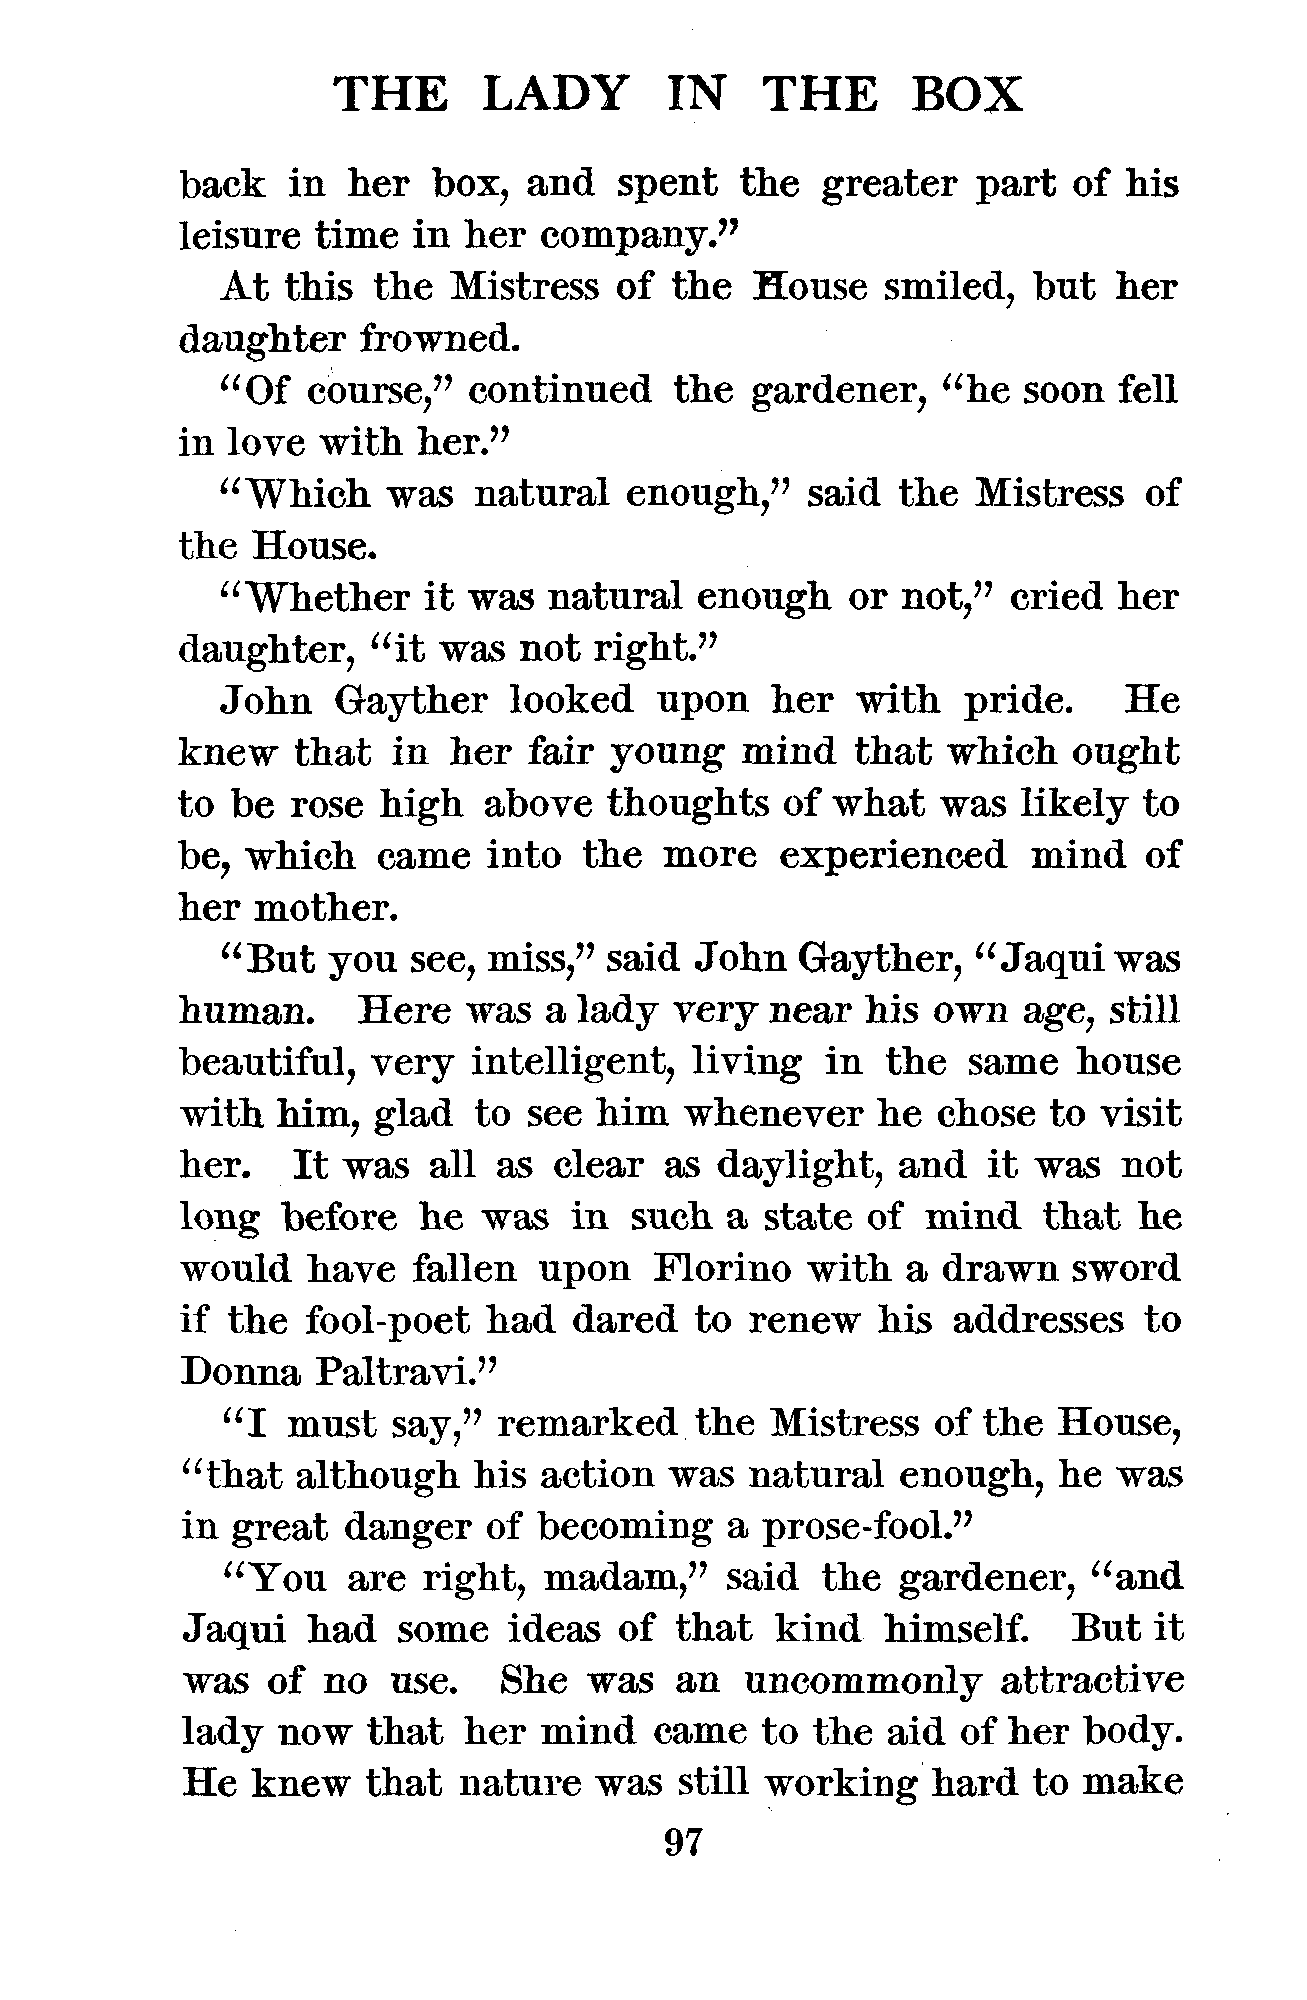 THE LADY IN THE BOX
back in her box, and spent the greater part of his
leisure time in her company.”
At this the Mistress of the House smiled, but her
daughter frowned.
“Of course,” continued the gardener, “he soon fell
in love with her.”
“Which was natural enough,” said the Mistress of
the House.
“Whether it was natural enough or not,” cried her
daughter, “it was not right.”
John Gayther looked upon her with pride. He
knew that in her fair young mind that which ought
to be rose high above thoughts of what was likely to
be, which came into the more experienced mind of
her mother.
“But you see, miss,” said John Gayther, “Jaqui was
human. Here was a lady very near his own age, still
beautiful, very intelligent, living in the same house
with him, glad to see him whenever he chose to visit
her. It was all as clear as daylight, and it was not
long before he was in such a state of mind that he
would have fallen upon Florino with a drawn sword
if the fool-poet had dared to renew his addresses to
Donna Paltravi.”
“I must say,” remarked the Mistress of the House,
“that although his action was natural enough, he was
in great danger of becoming a prose-fool.”
“You are right, madam,” said the gardener, “and
Jaqui had some ideas of that kind himself. But it
was of no use. She was an uncommonly attractive
lady now that her mind came to the aid of her body.
He knew that nature was still working hard to make
97